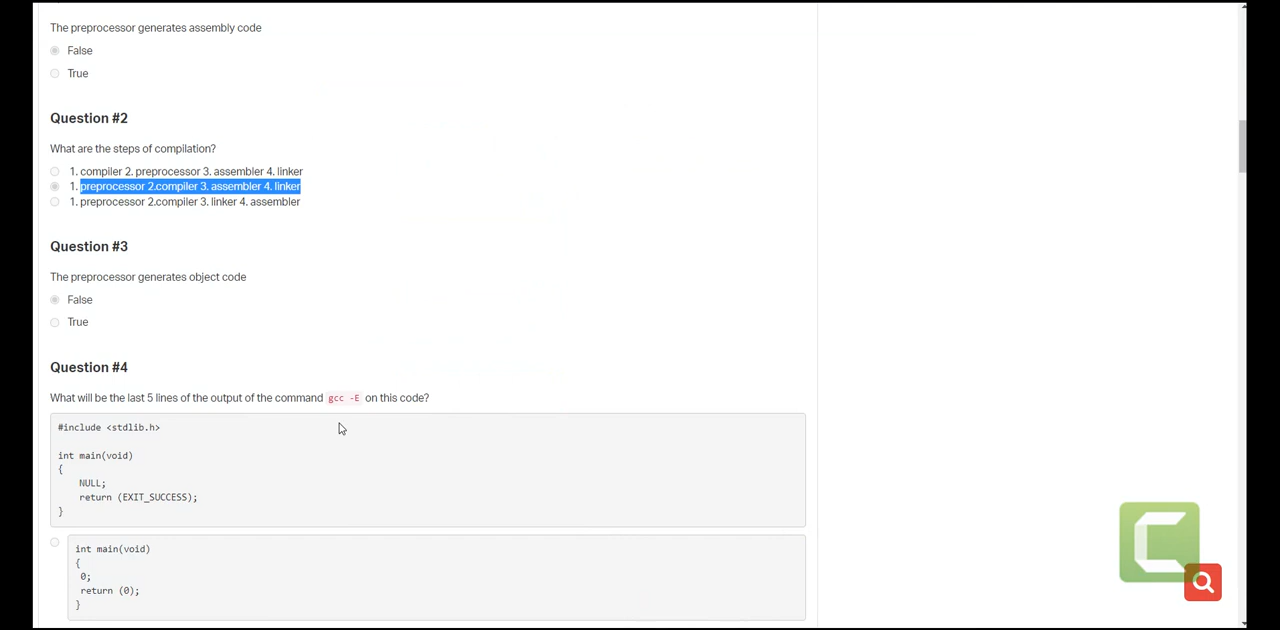 The preprocessor generates assembly code
False
True
Question #2
What are the steps of compilation?
1. compiler 2. preprocessor 3. assembler 4. linker
1. preprocessor 2.compiler 3. assembler 4. linker
1. preprocessor 2.compiler 3. linker 4. assembler
Question #3
The preprocessor generates object code
False
True
Question #4
What will be the last 5 lines of the output of the command gcc -E on this code?
#include <stdlib.h>
int main(void)
{
NULL;
return (EXIT_SUCCESS);
}
int main(void)
{
0;
return (0);
}